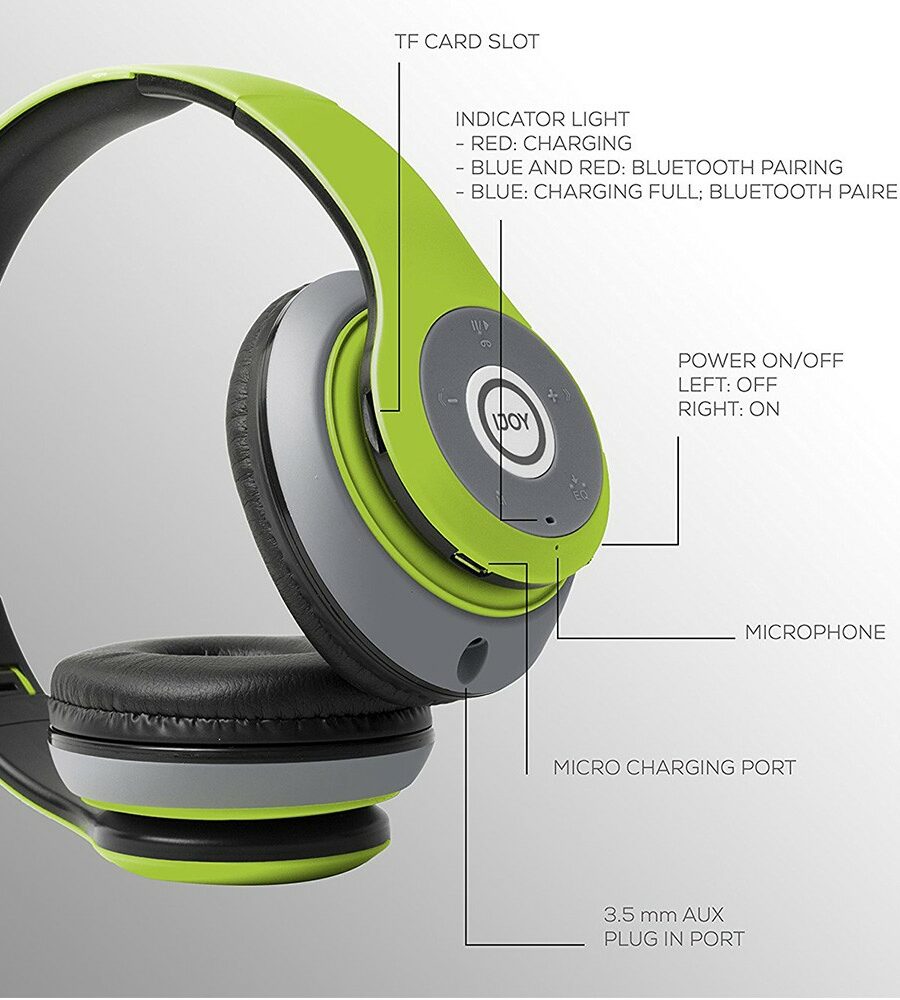 TF CARD SLOT
INDICATOR LIGHT
- RED: CHARGING
- BLUE AND RED: BLUETOOTH PAIRING
- BLUE: CHARGING FULL; BLUETOOTH PAIRE
POWER ON/OFF
LEFT: OFF
RIGHT: ON
IJOY
EQ
MICROPHONE
MICRO CHARGING PORT
3.5 mm AUX
PLUG IN PORT